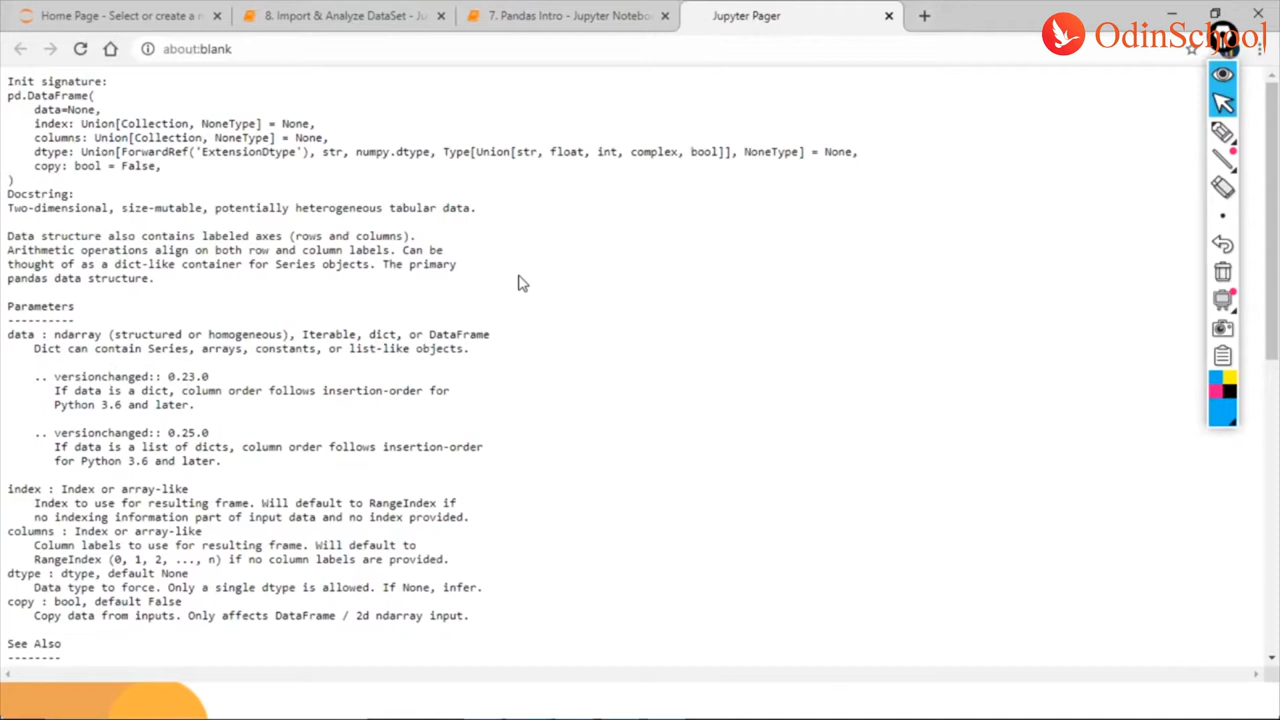 Home Page - Select or create a n
8. Import & Analyze DataSet - Ju
7. Pandas Intro - Jupyter Notebo
Jupyter Pager
OdinSchool
about:blank
Init signature:
pd.DataFrame(
data=None,
index: Union[Collection, NoneType] = None,
columns: Union[Collection, NoneType] = None,
dtype: Union[ForwardRef('ExtensionDtype'), str, numpy.dtype, Type[Union[str, float, int, complex, bool]], NoneType] = None,
copy: bool = False,
)
Docstring:
Two-dimensional, size-mutable, potentially heterogeneous tabular data.
Data structure also contains labeled axes (rows and columns).
Arithmetic operations align on both row and column labels. Can be
thought of as a dict-like container for Series objects. The primary
pandas data structure.
Parameters
----------
data : ndarray (structured or homogeneous), Iterable, dict, or DataFrame
Dict can contain Series, arrays, constants, or list-like objects.
.. versionchanged:: 0.23.0
If data is a dict, column order follows insertion-order for
Python 3.6 and later.
.. versionchanged:: 0.25.0
If data is a list of dicts, column order follows insertion-order
for Python 3.6 and later.
index : Index or array-like
Index to use for resulting frame. Will default to RangeIndex if
no indexing information part of input data and no index provided.
columns : Index or array-like
Column labels to use for resulting frame. Will default to
RangeIndex (0, 1, 2, ..., n) if no column labels are provided.
dtype : dtype, default None
Data type to force. Only a single dtype is allowed. If None, infer.
copy : bool, default False
Copy data from inputs. Only affects DataFrame / 2d ndarray input.
See Also
--------